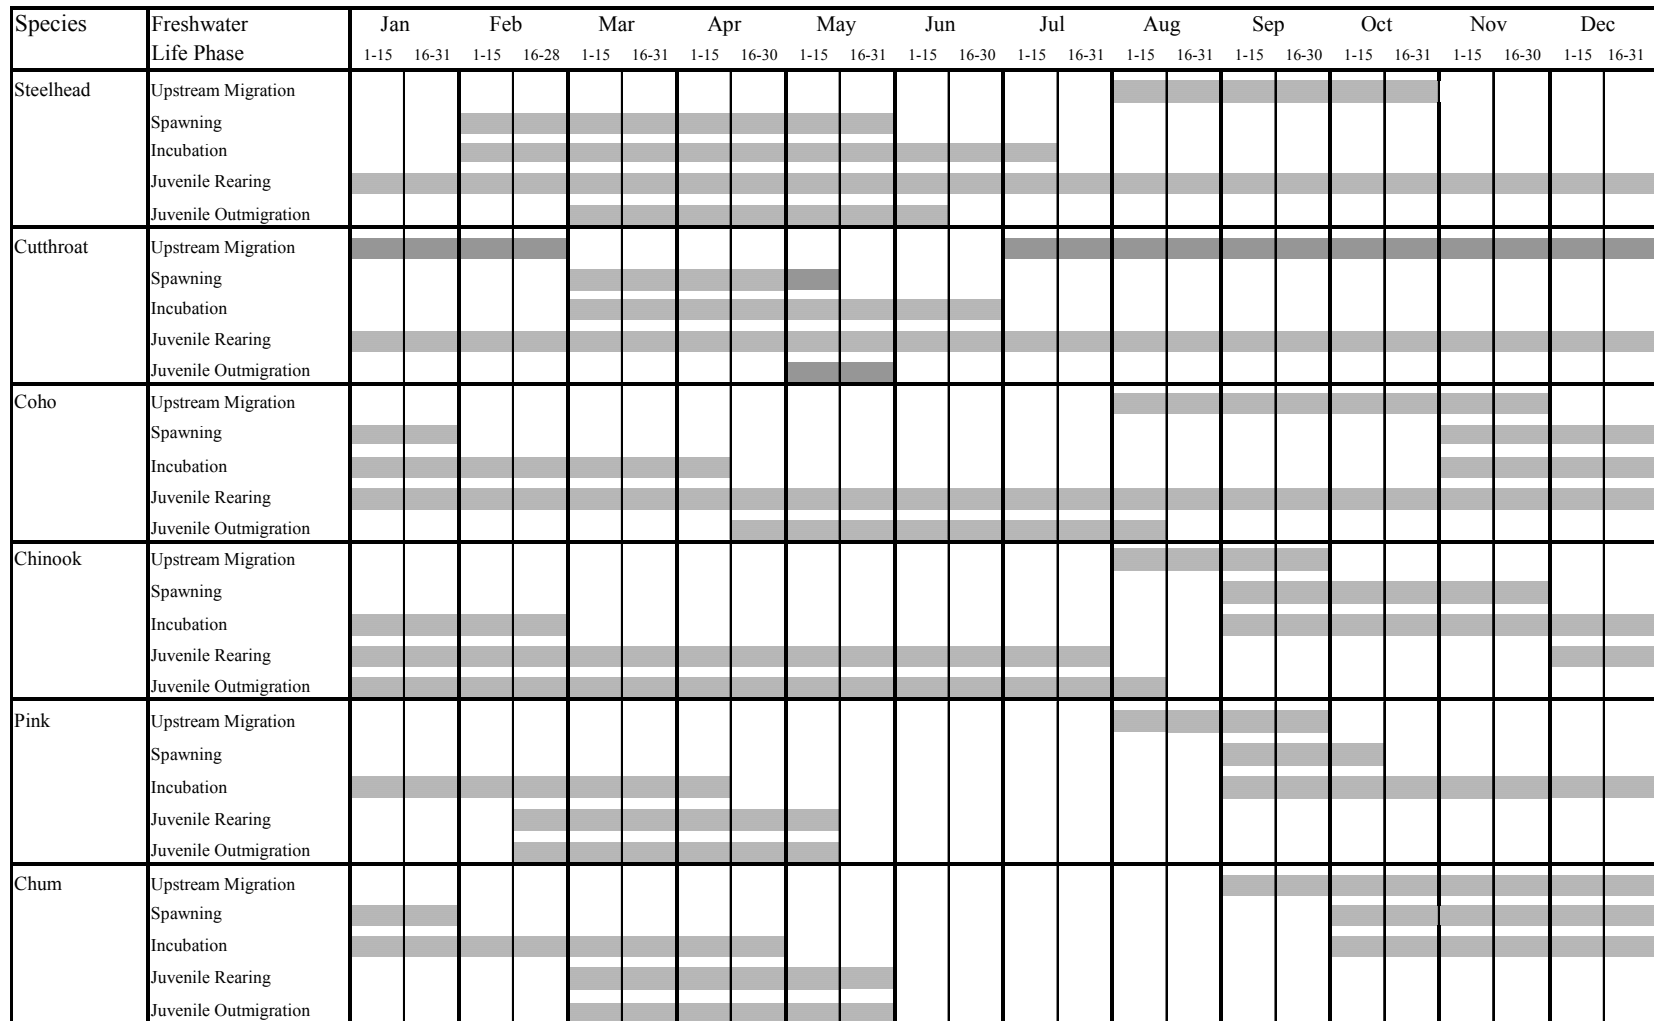 Species Freshwater Jan Feb Mar Apr May Jun Jul Aug Sep Oct Nov Dec
Life Phase 1-15 16-31 1-15 16-28 1-15 16-31 1-15 16-30 1-15 16-31 1-15 16-30 1-15 16-31 1-15 16-31 1-15 16-30 1-15 16-31 1-15 16-30 1-15 16-31
Steelhead Upstream Migration
Spawning
Incubation
Juvenile Rearing
Juvenile Outmigration
Cutthroat Upstream Migration
Spawning
Incubation
Juvenile Rearing
Juvenile Outmigration
Coho Upstream Migration
Spawning
Incubation
Juvenile Rearing
Juvenile Outmigration
Chinook Upstream Migration
Spawning
Incubation
Juvenile Rearing
Juvenile Outmigration
Pink Upstream Migration
Spawning
Incubation
Juvenile Rearing
Juvenile Outmigration
Chum Upstream Migration
Spawning
Incubation
Juvenile Rearing
Juvenile Outmigration